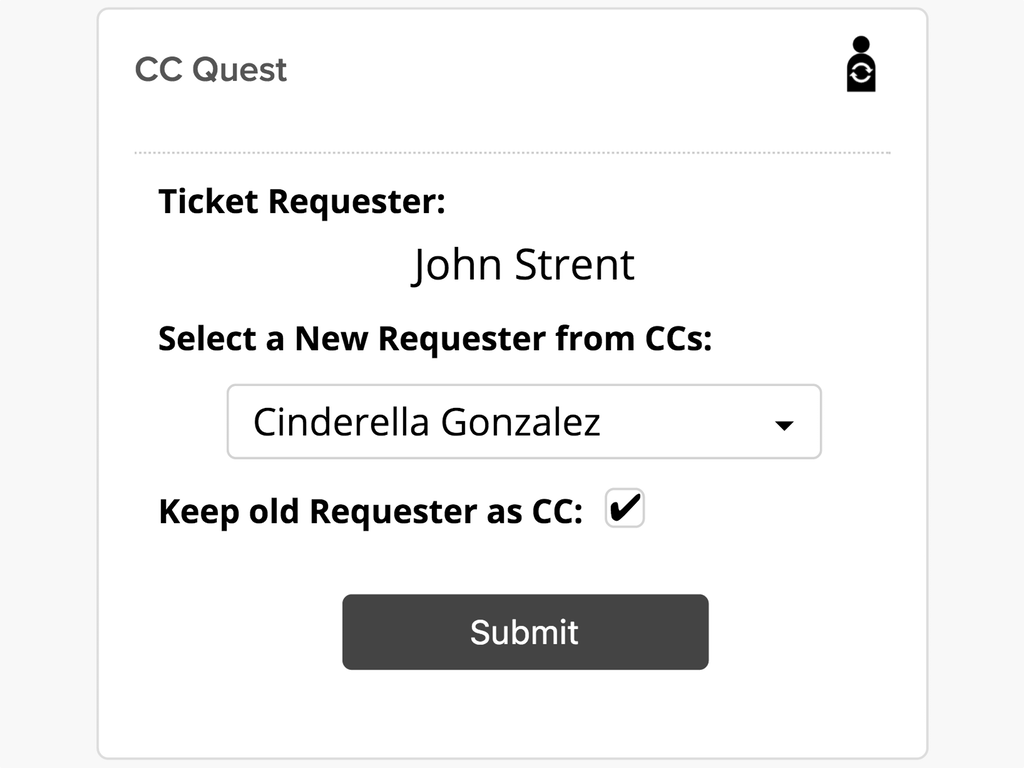 CC Quest
Ticket Requester:
John Strent
Select a New Requester from CCs:
Cinderella Gonzalez
Keep old Requester as CC: ✔
Submit